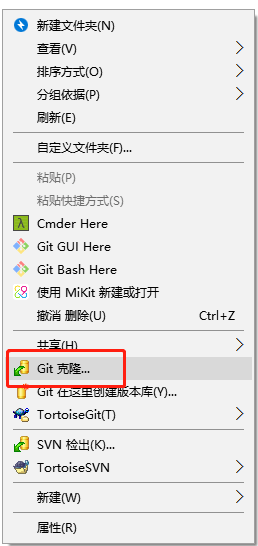 新建文件夹(W)
查看(V)
排序方式(O)
分组依据(P)
刷新(E)
自定义文件夹(F)...
粘贴(P)
粘贴快捷方式(S)
Cmder Here
Git GUI Here
Git Bash Here
使用 MiKit 新建或打开
撤消 删除(U) Ctrl+Z
共享(H)
Git 克隆...
Git 在这里创建版本库(Y)...
TortoiseGit(T)
SVN 检出(K)...
TortoiseSVN
新建(W)
属性(R)